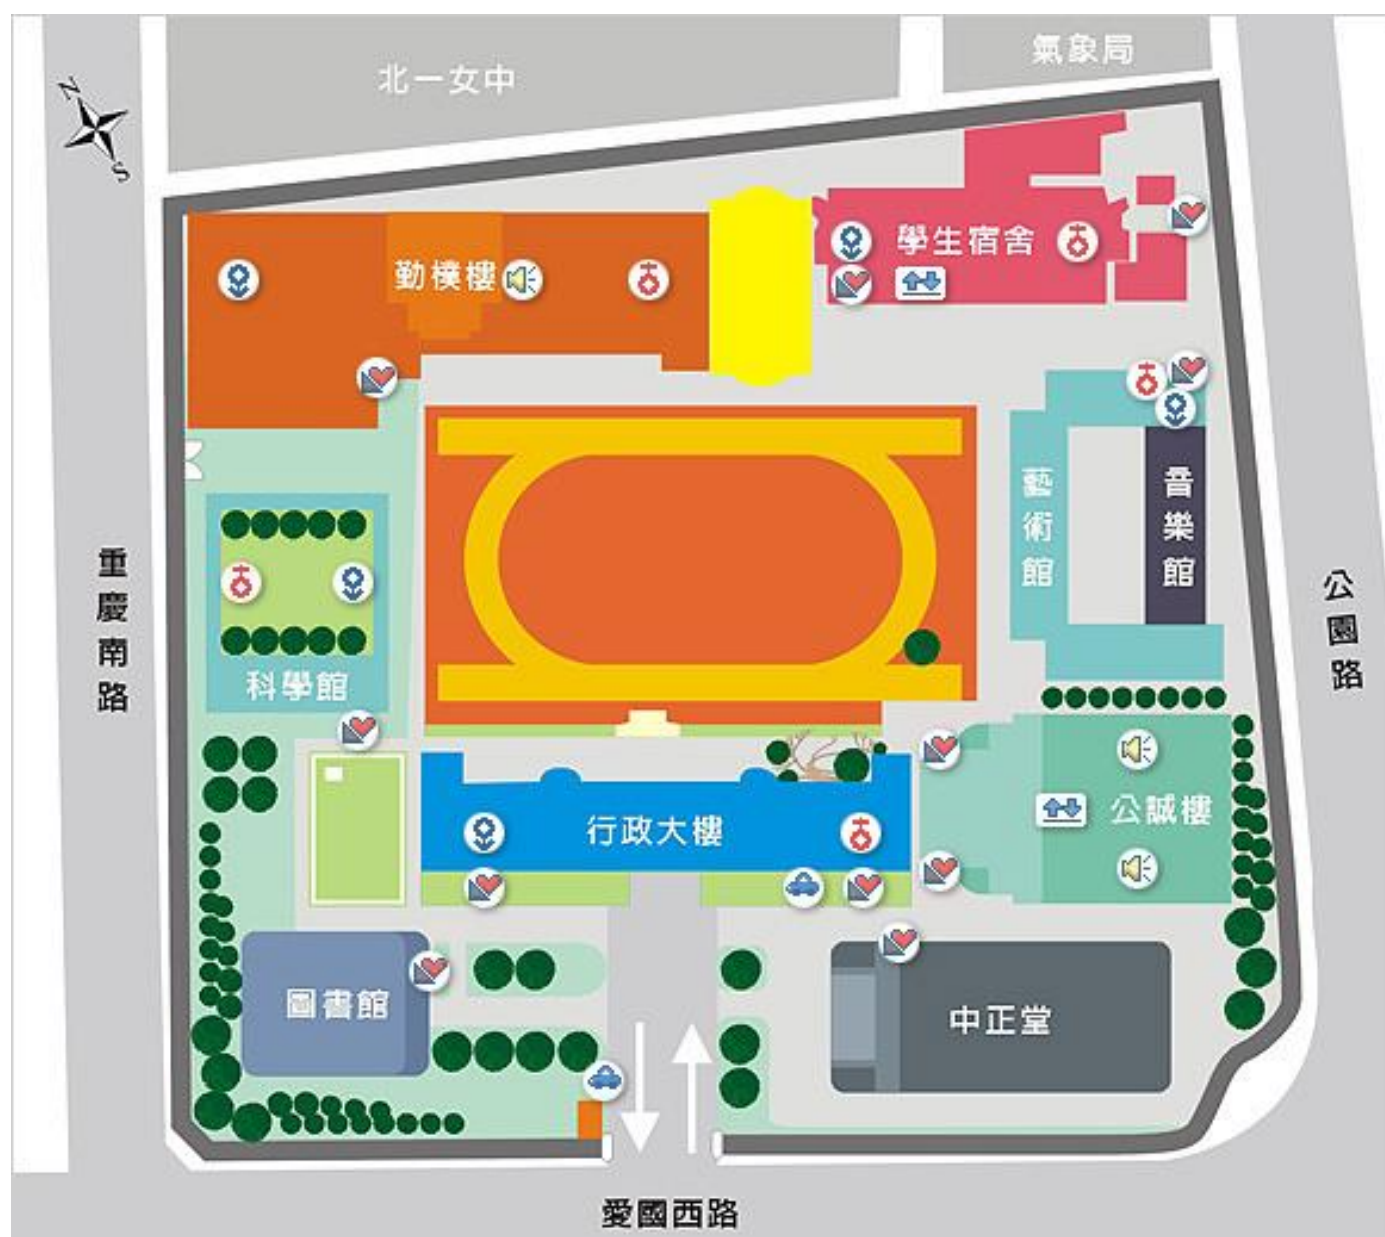 氣象局
北一女中
N
S
學生宿舍
勤樸樓
藝術館
音樂館
重慶南路
公園路
科學館
行政大樓
公誠樓
圖書館
中正堂
愛國西路